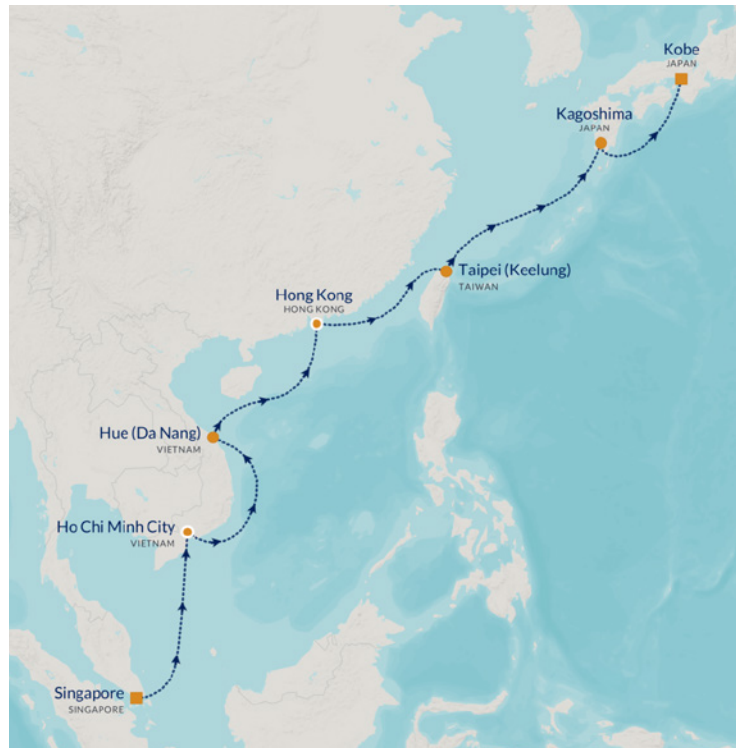 Kobe
JAPAN
Kagoshima
JAPAN
Taipei (Keelung)
TAIWAN
Hong Kong
HONG KONG
Hue (Da Nang)
VIETNAM
Ho Chi Minh City
VIETNAM
Singapore
SINGAPORE